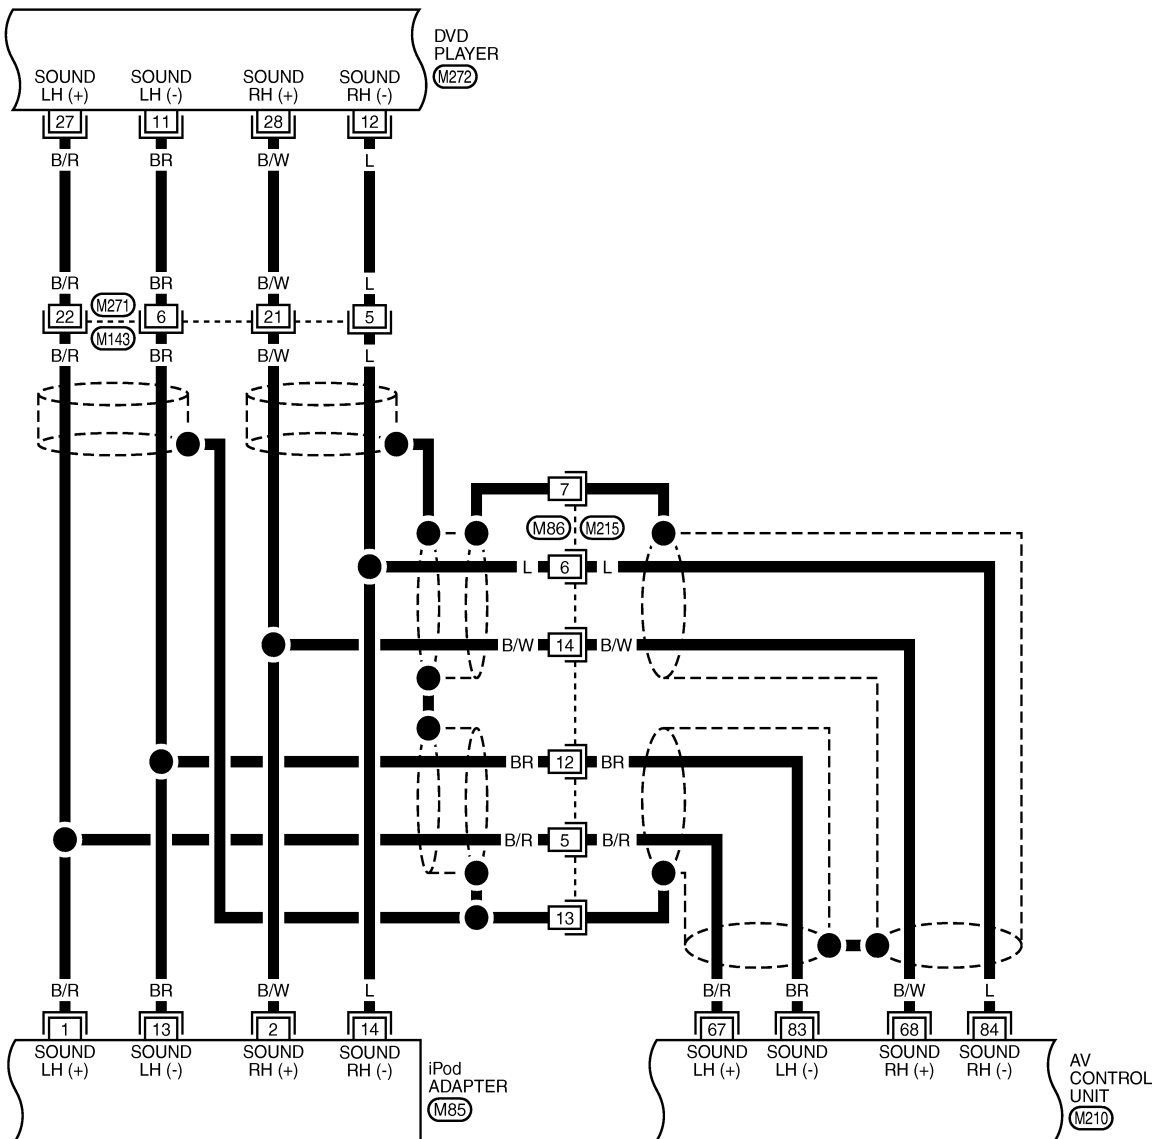 DVD
PLAYER
M272
SOUND
LH (+)
SOUND
LH (-)
SOUND
RH (+)
SOUND
RH (-)
27
11
28
12
B/R
BR
B/W
L
B/R
BR
B/W
L
22
M271
M143
6
21
5
B/R
BR
B/W
L
7
M86
M215
L
6
L
B/W
14
B/W
BR
12
BR
B/R
5
B/R
13
B/R
BR
B/W
L
B/R
BR
B/W
L
1
13
2
14
67
83
68
84
SOUND
LH (+)
SOUND
LH (-)
SOUND
RH (+)
SOUND
RH (-)
iPod
ADAPTER
M85
SOUND
LH (+)
SOUND
LH (-)
SOUND
RH (+)
SOUND
RH (-)
AV
CONTROL
UNIT
M210